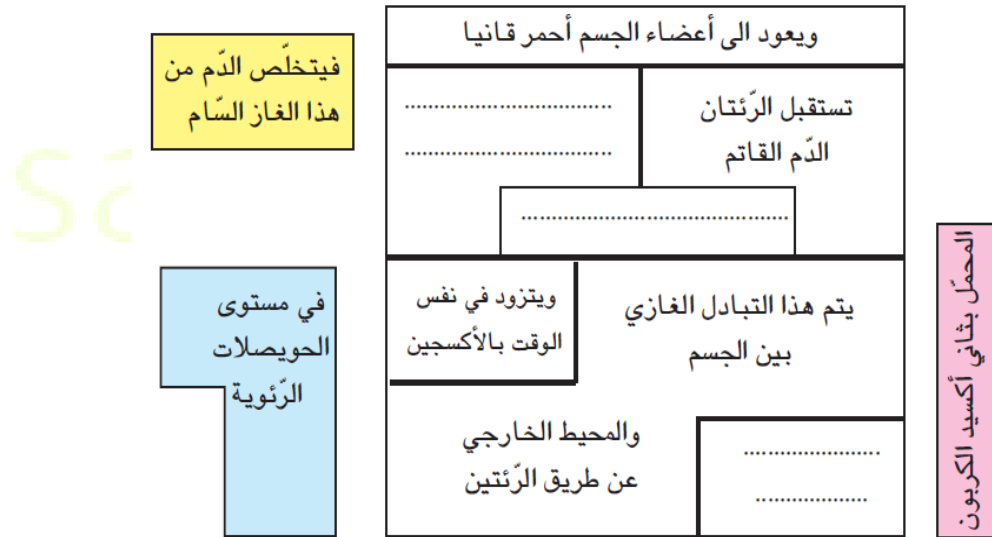 ويعود الى أعضاء الجسم أحمر قانيا
فيتخلّص الدّم من
هذا الغاز السّام
تستقبل الرّئتان
الدّم القاتم
.................................
.................................
...........................................
المحمّل بثاني أكسيد الكربون
يتم هذا التبادل الغازي
بين الجسم
ويتزود في نفس
الوقت بالأكسجين
في مستوى
الحويصلات
الرّئوية
والمحيط الخارجي
عن طريق الرّئتين
......................
..................
sa